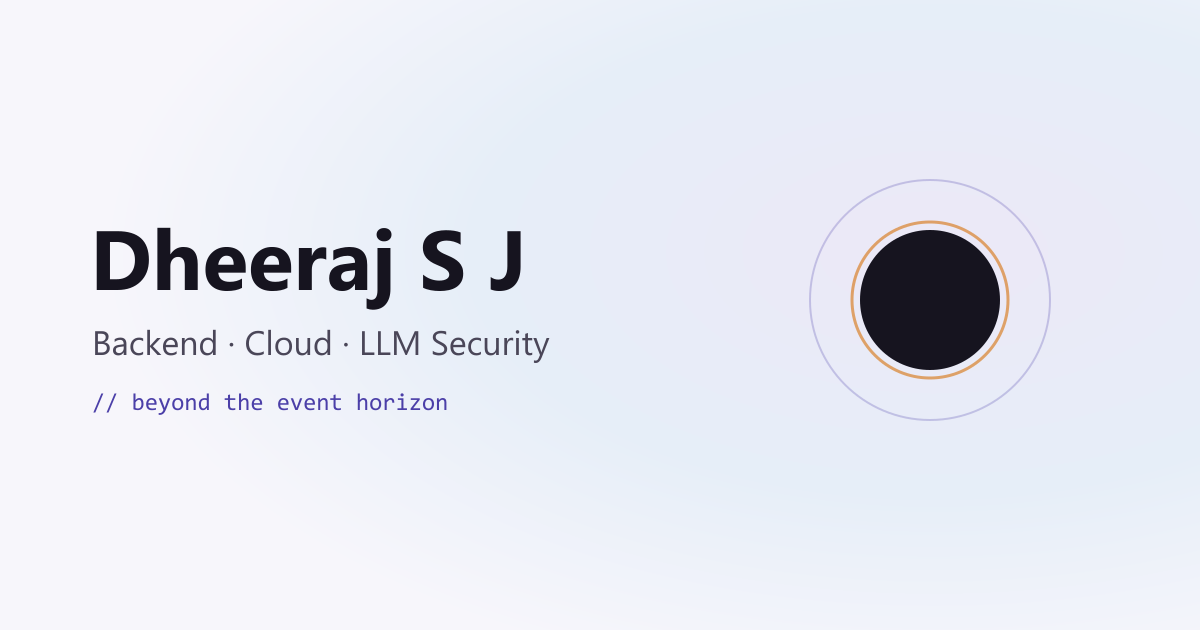 Dheeraj S J
Backend · Cloud · LLM Security
// beyond the event horizon